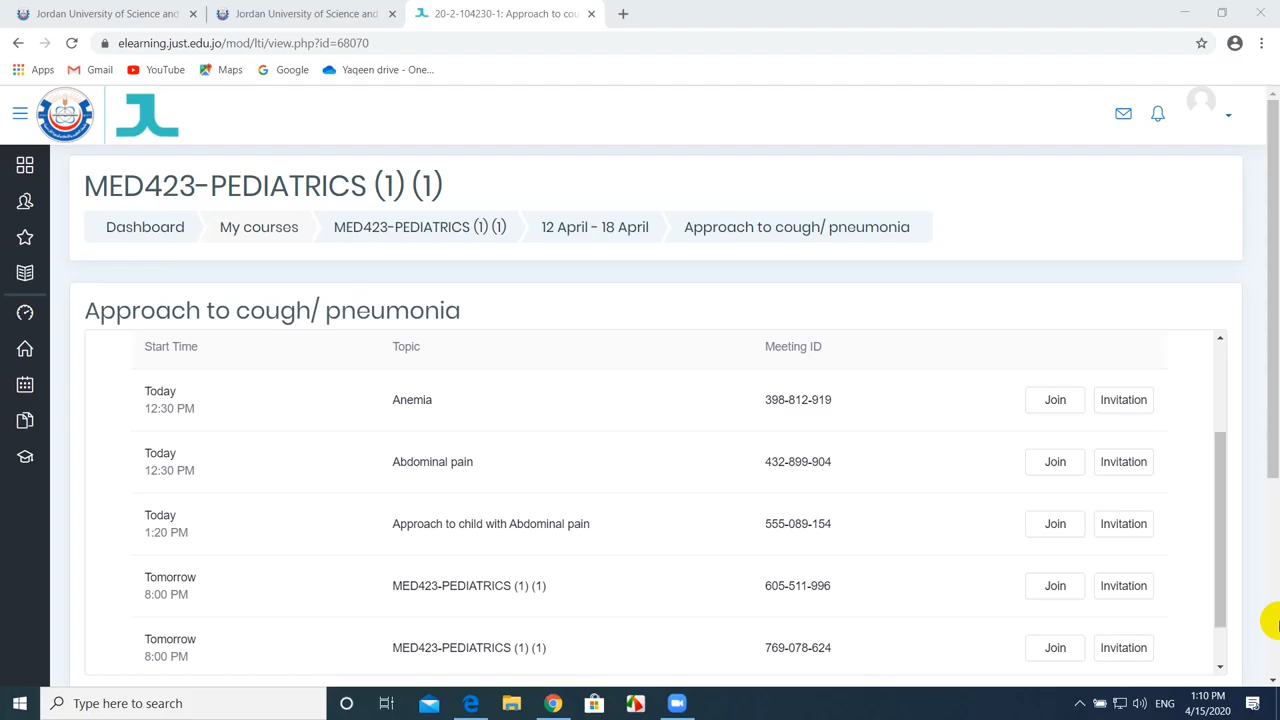 Jordan University of Science and
Jordan University of Science and
20-2-104230-1: Approach to cou
elearning.just.edu.jo/mod/lti/view.php?id=68070
Apps
Gmail
YouTube
Maps
Google
Yaqeen drive - One...
MED423-PEDIATRICS (1) (1)
Dashboard
My courses
MED423-PEDIATRICS (1) (1)
12 April - 18 April
Approach to cough/ pneumonia
Approach to cough/ pneumonia
Start Time Topic Meeting ID
Today
12:30 PM
Anemia
398-812-919
Join
Invitation
Today
12:30 PM
Abdominal pain
432-899-904
Join
Invitation
Today
1:20 PM
Approach to child with Abdominal pain
555-089-154
Join
Invitation
Tomorrow
8:00 PM
MED423-PEDIATRICS (1) (1)
605-511-996
Join
Invitation
Tomorrow
8:00 PM
MED423-PEDIATRICS (1) (1)
769-078-624
Join
Invitation
Type here to search
ENG
1:10 PM
4/15/2020